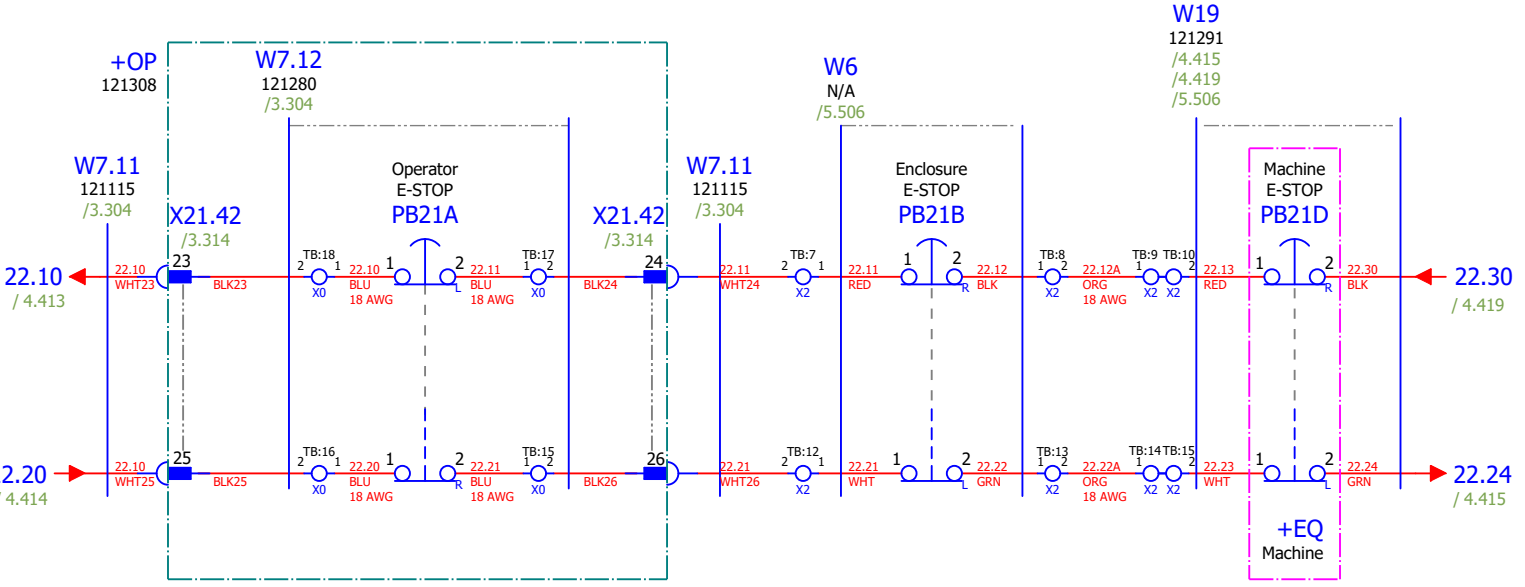 W19
121291
/4.415
/4.419
/5.506
+OP
121308
W7.12
121280
/3.304
W6
N/A
/5.506
W7.11
121115
/3.304
X21.42
/3.314
Operator
E-STOP
PB21A
X21.42
/3.314
W7.11
121115
/3.304
Enclosure
E-STOP
PB21B
Machine
E-STOP
PB21D
22.10
/ 4.413
22.10
WHT23
23
BLK23
TB:18
2 1
X0
22.10
BLU
18 AWG
1 2
L
22.11
BLU
18 AWG
TB:17
1 2
X0
BLK24
24
22.11
WHT24
TB:7
2 1
X2
22.11
RED
1 2
R
22.12
BLK
TB:8
1 2
X2
22.12A
ORG
18 AWG
TB:9 TB:10
1 2
X2 X2
22.13
RED
1 2
R
22.30
BLK
22.30
/ 4.419
2.20
/ 4.414
22.10
WHT25
25
BLK25
TB:16
2 1
X0
22.20
BLU
18 AWG
1 2
R
22.21
BLU
18 AWG
TB:15
1 2
X0
BLK26
26
22.21
WHT26
TB:12
2 1
X2
22.21
WHT
1 2
L
22.22
GRN
TB:13
1 2
X2
22.22A
ORG
18 AWG
TB:14 TB:15
1 2
X2 X2
22.23
WHT
1 2
L
22.24
GRN
22.24
/ 4.415
+EQ
Machine